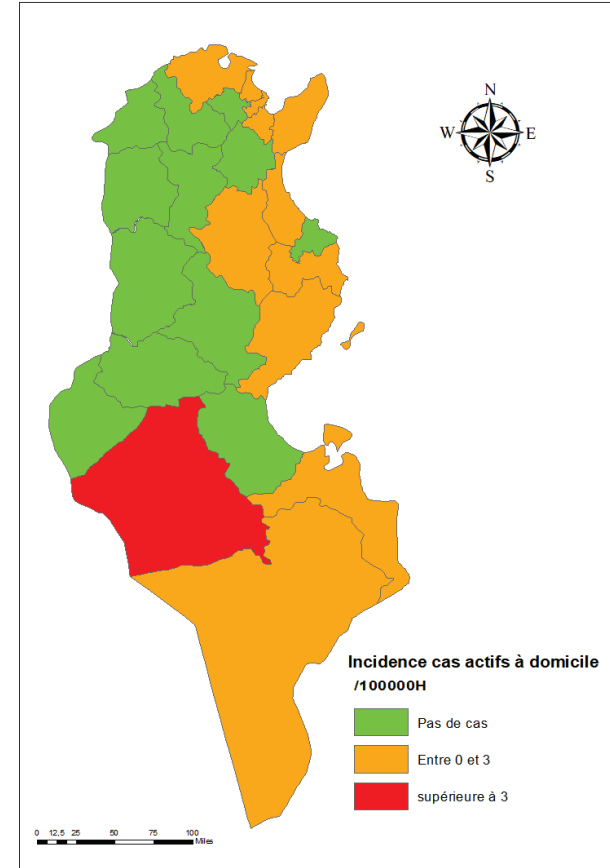 N
W E
S
Incidence cas actifs à domicile
/100000H
Pas de cas
Entre 0 et 3
supérieure à 3
0 12,5 25 50 75 100
Miles